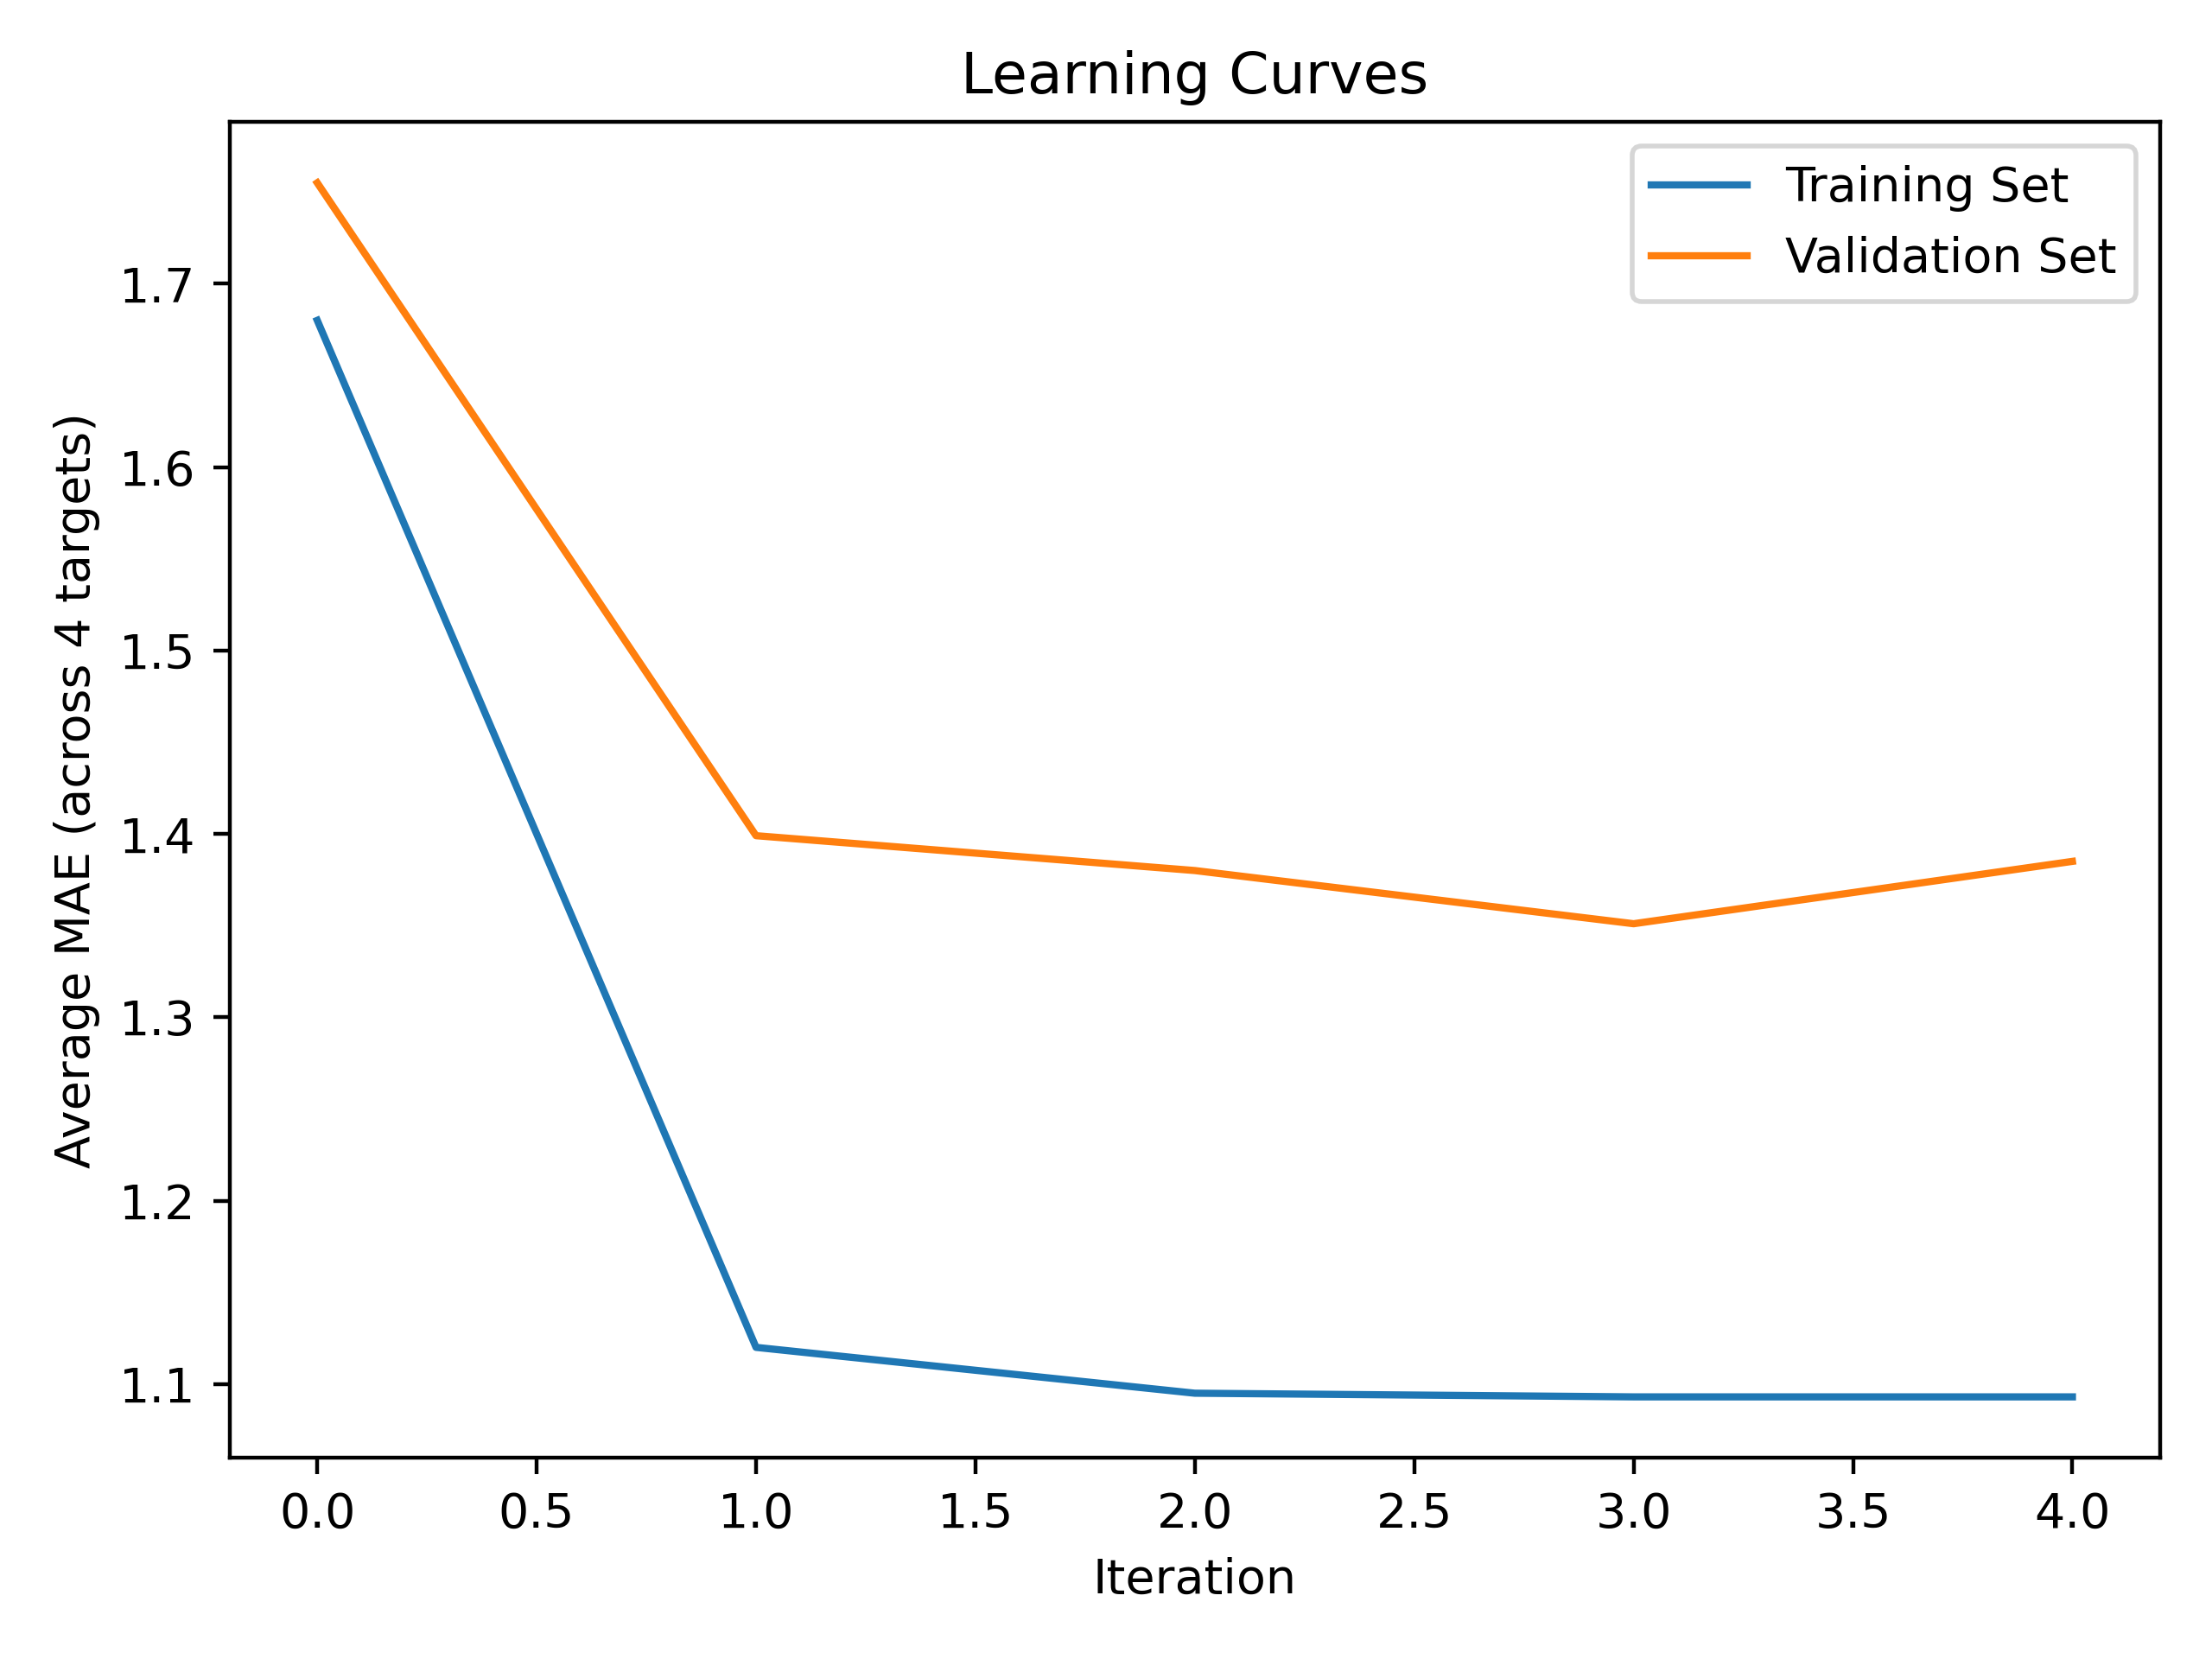 Learning Curves
Training Set
Validation Set
Average MAE (across 4 targets)
1.7
1.6
1.5
1.4
1.3
1.2
1.1
0.0 0.5 1.0 1.5 2.0 2.5 3.0 3.5 4.0
Iteration